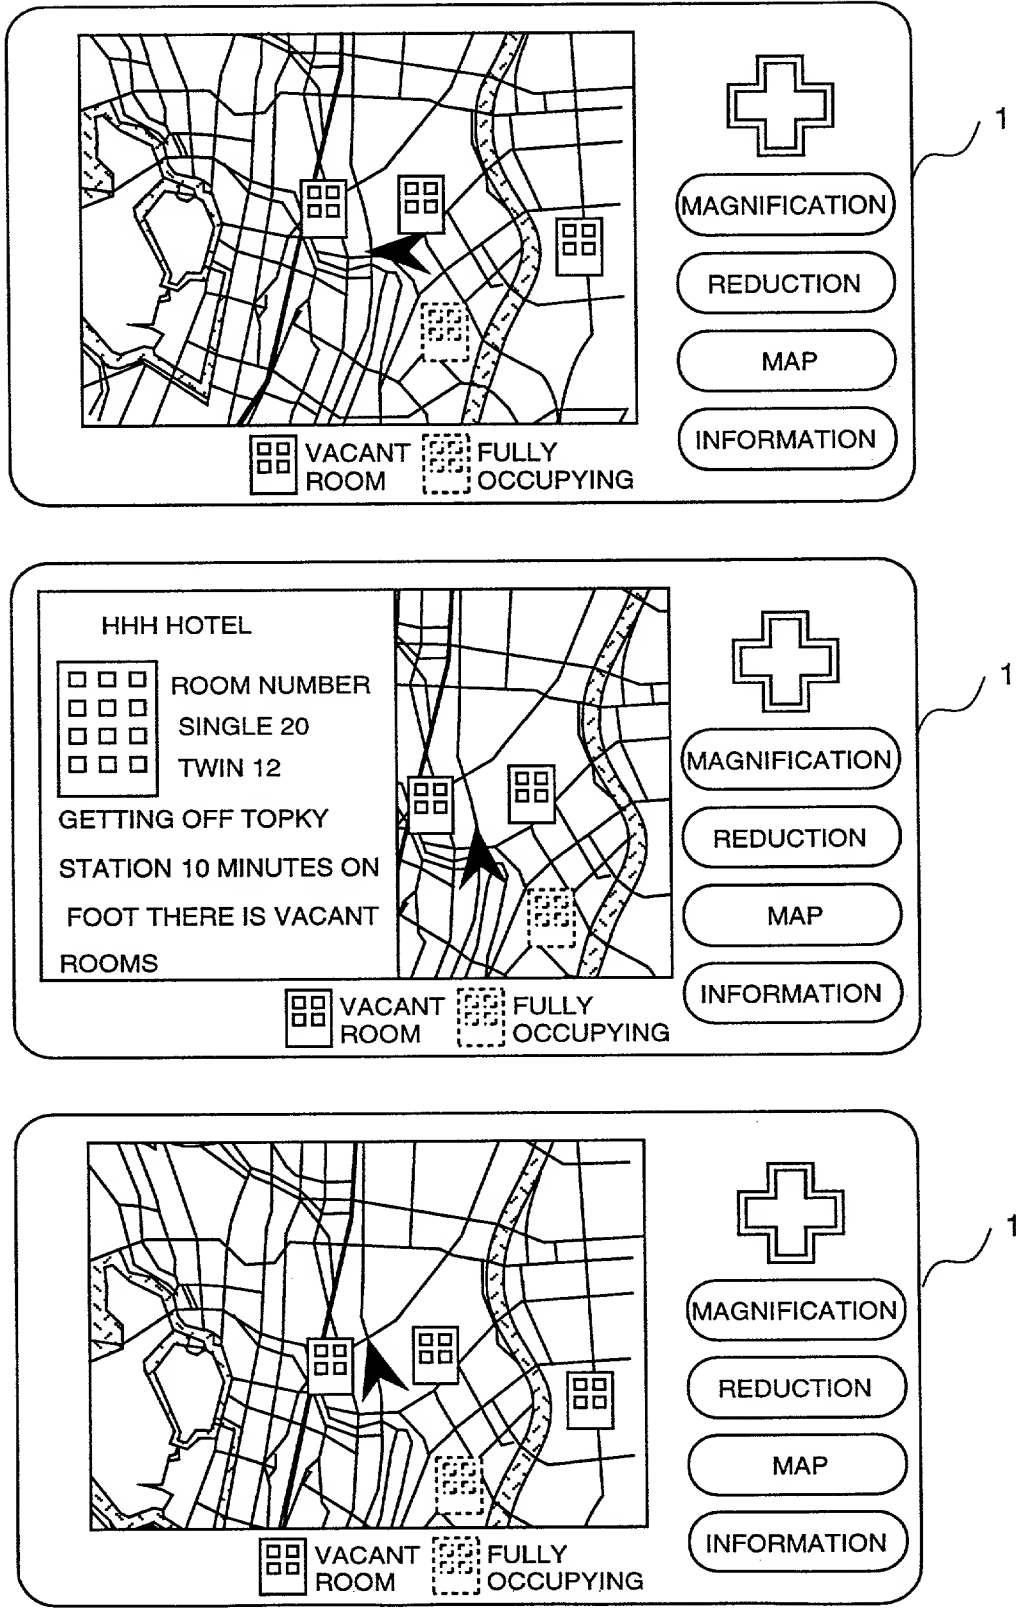 1
MAGNIFICATION
REDUCTION
MAP
INFORMATION
VACANT
ROOM
FULLY
OCCUPYING
HHH HOTEL
ROOM NUMBER
SINGLE 20
TWIN 12
GETTING OFF TOPKY
STATION 10 MINUTES ON
FOOT THERE IS VACANT
ROOMS
1
MAGNIFICATION
REDUCTION
MAP
INFORMATION
VACANT
ROOM
FULLY
OCCUPYING
1
MAGNIFICATION
REDUCTION
MAP
INFORMATION
VACANT
ROOM
FULLY
OCCUPYING